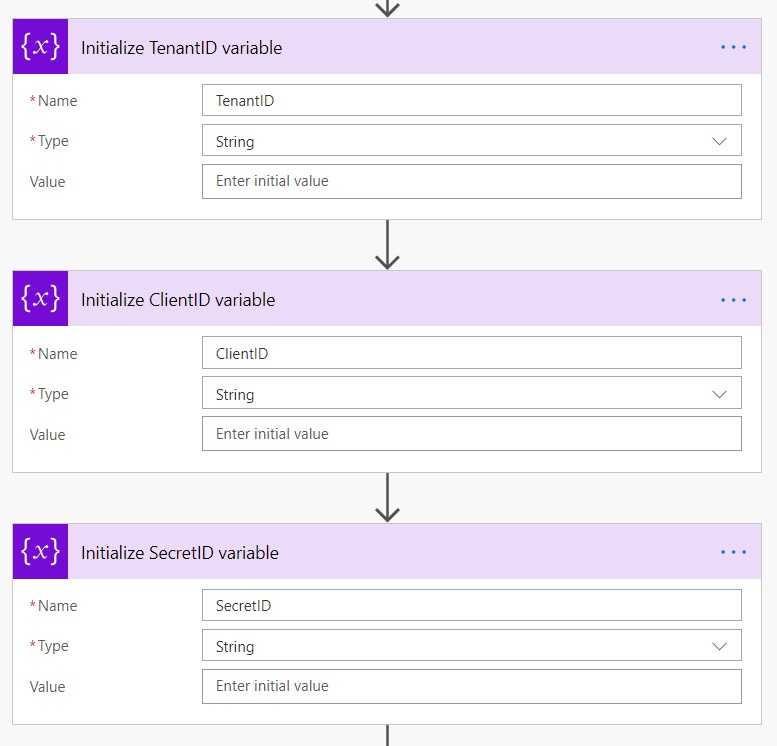 {x} Initialize TenantID variable ...
*Name TenantID
*Type String
Value Enter initial value
{x} Initialize ClientID variable ...
*Name ClientID
*Type String
Value Enter initial value
{x} Initialize SecretID variable ...
*Name SecretID
*Type String
Value Enter initial value